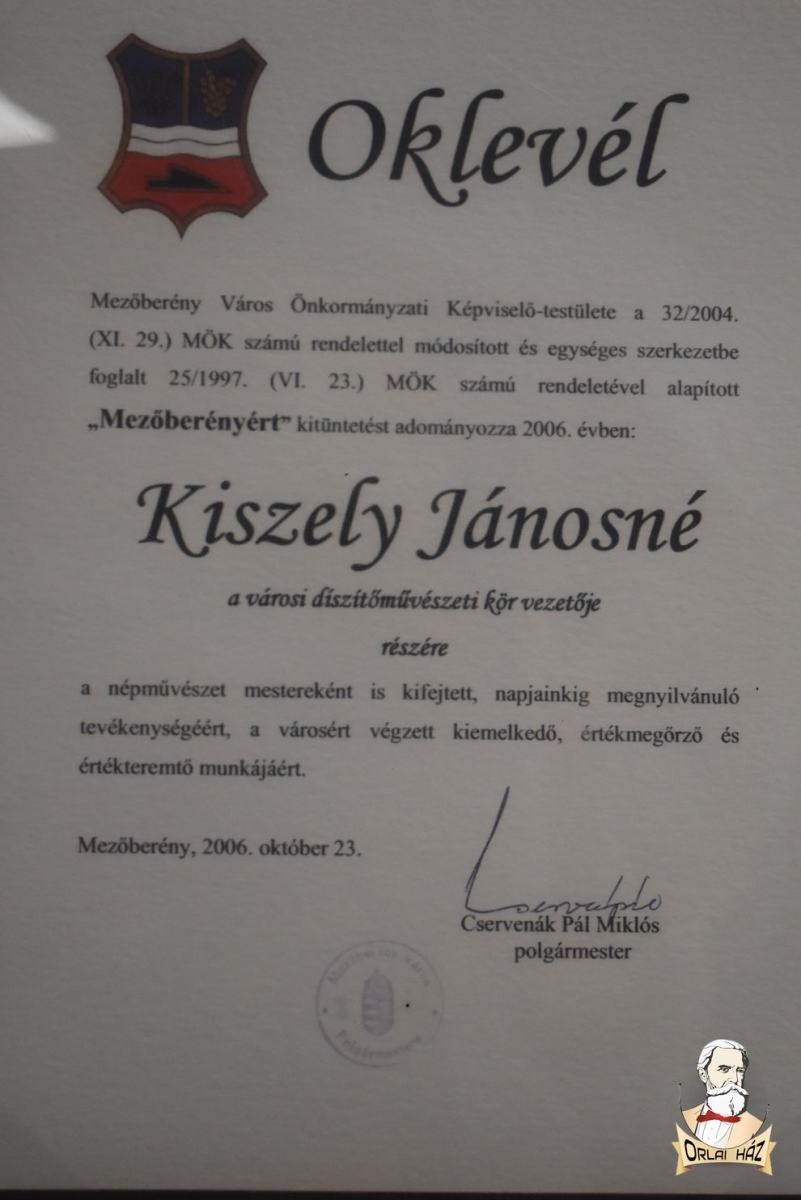 Oklevél
Mezőberény Város Önkormányzati Képviselő-testülete a 32/2004.
(XI. 29.) MÖK számú rendelettel módosított és egységes szerkezetbe
foglalt 25/1997. (VI. 23.) MÖK számú rendeletével alapított
„Mezőberényért” kitüntetést adományozza 2006. évben:
Kiszely Jánosné
a városi díszítőművészeti kör vezetője
részére
a népművészet mestereként is kifejtett, napjainkig megnyilvánuló
tevékenységéért, a városért végzett kiemelkedő, értékmegőrző és
értékteremtő munkájáért.
Mezőberény, 2006. október 23.
Cservenák Pál Miklós
polgármester
Mezőberény Város
Polgármestere
ORLAI HÁZ